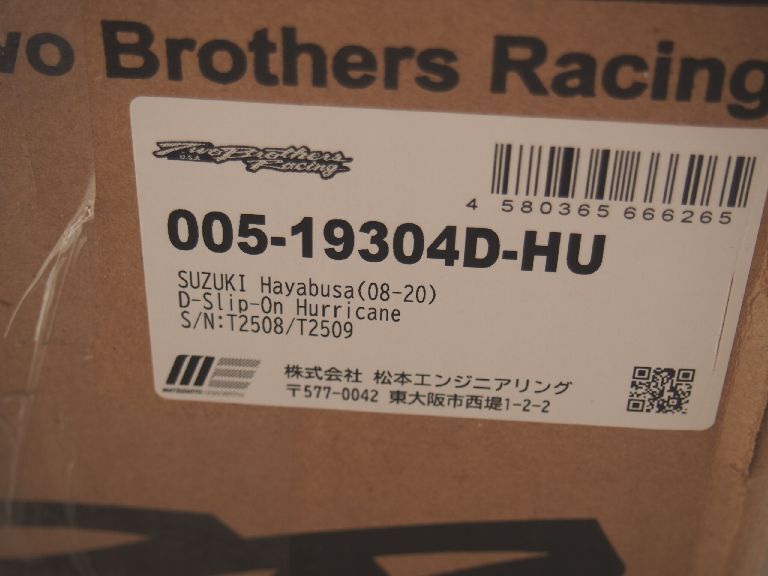 wo Brothers Racing
Two Brothers
U.S.A
Racing
4 580365 666265
005-19304D-HU
SUZUKI Hayabusa(08-20)
D-Slip-On Hurricane
S/N:T2508/T2509
ME
株式会社 松本エンジニアリング
〒577-0042 東大阪市西堤1-2-2